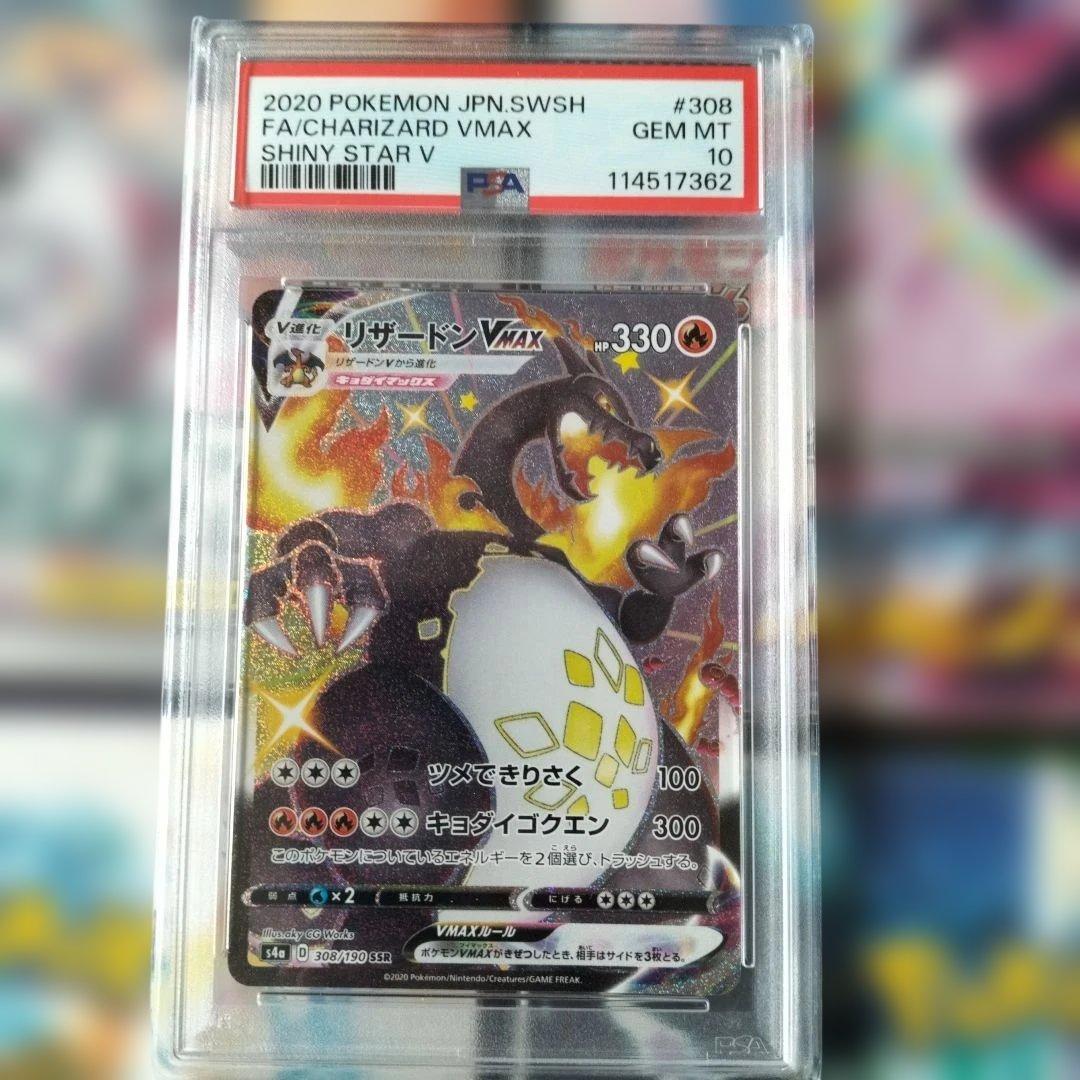 2020 POKEMON JPN.SWSH #308
FA/CHARIZARD VMAX GEM MT
SHINY STAR V 10
PSA 114517362
V進化 リザードンVMAX HP330
リザードンVから進化
キョダイマックス
ツメできりさく 100
キョダイゴクエン 300
このポケモンについているエネルギーを2個選び、トラッシュする。
弱点 ×2 抵抗力 にげる
Illus.aky CG Works
VMAXルール
ポケモンVMAXがきぜつしたとき、相手はサイドを3枚とる。
s4a D 308/190 SSR
©2020 Pokémon/Nintendo/Creatures/GAME FREAK.
PSA